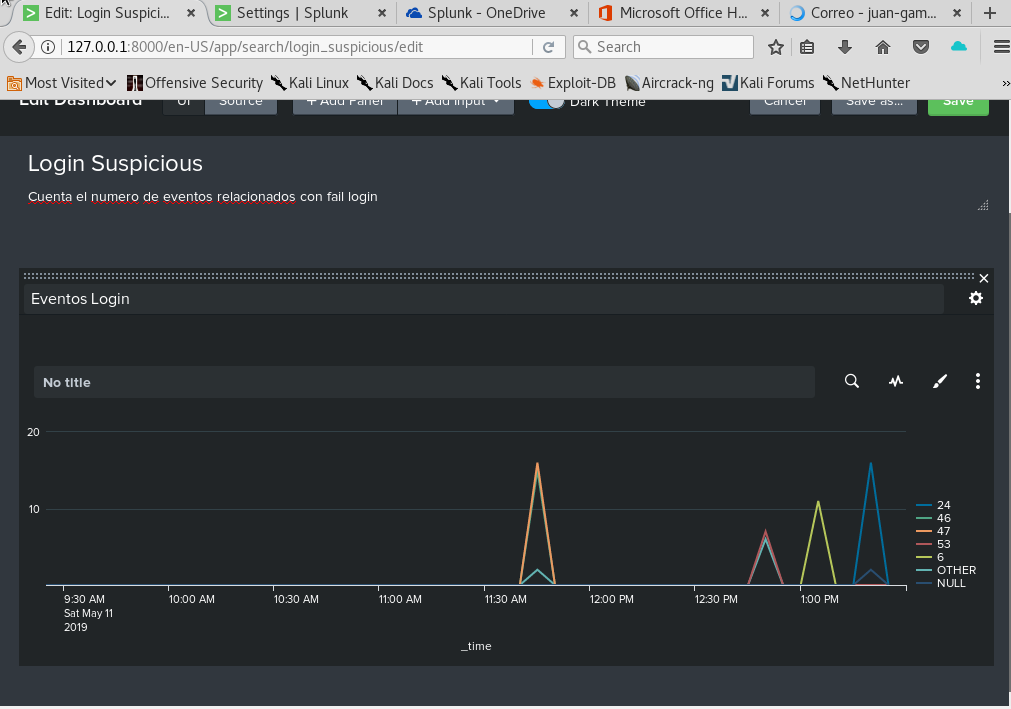 Edit: Login Suspici...
Settings | Splunk
Splunk - OneDrive
Microsoft Office H...
Correo - juan-gam...
127.0.0.1:8000/en-US/app/search/login_suspicious/edit
Search
Most Visited
Offensive Security
Kali Linux
Kali Docs
Kali Tools
Exploit-DB
Aircrack-ng
Kali Forums
NetHunter
»
Edit Dashboard
UI
Source
+ Add Panel
+ Add Input
Dark Theme
Cancel
Save as...
Save
Login Suspicious
Cuenta el numero de eventos relacionados con fail login
Eventos Login
No title
20
10
24
46
47
53
6
OTHER
NULL
9:30 AM
Sat May 11
2019
10:00 AM
10:30 AM
11:00 AM
11:30 AM
12:00 PM
12:30 PM
1:00 PM
_time